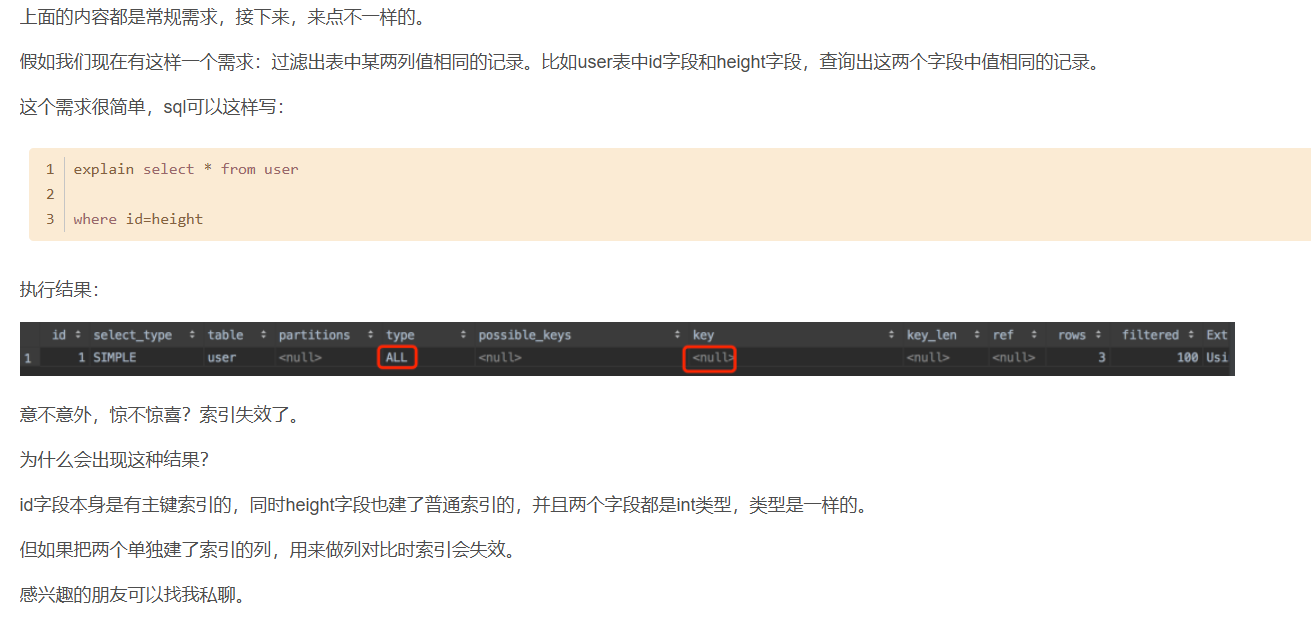 上面的内容都是常规需求，接下来，来点不一样的。
假如我们现在有这样一个需求：过滤出表中某两列值相同的记录。比如user表中id字段和height字段，查询出这两个字段中值相同的记录。
这个需求很简单，sql可以这样写：
1 explain select * from user
2
3 where id=height
执行结果：
id select_type table partitions type possible_keys key key_len ref rows filtered Ext
1 1 SIMPLE user <null> ALL <null> <null> <null> <null> 3 100 Usi
意不意外，惊不惊喜？索引失效了。
为什么会出现这种结果？
id字段本身是有主键索引的，同时height字段也建了普通索引的，并且两个字段都是int类型，类型是一样的。
但如果把两个单独建了索引的列，用来做列对比时索引会失效。
感兴趣的朋友可以找我私聊。